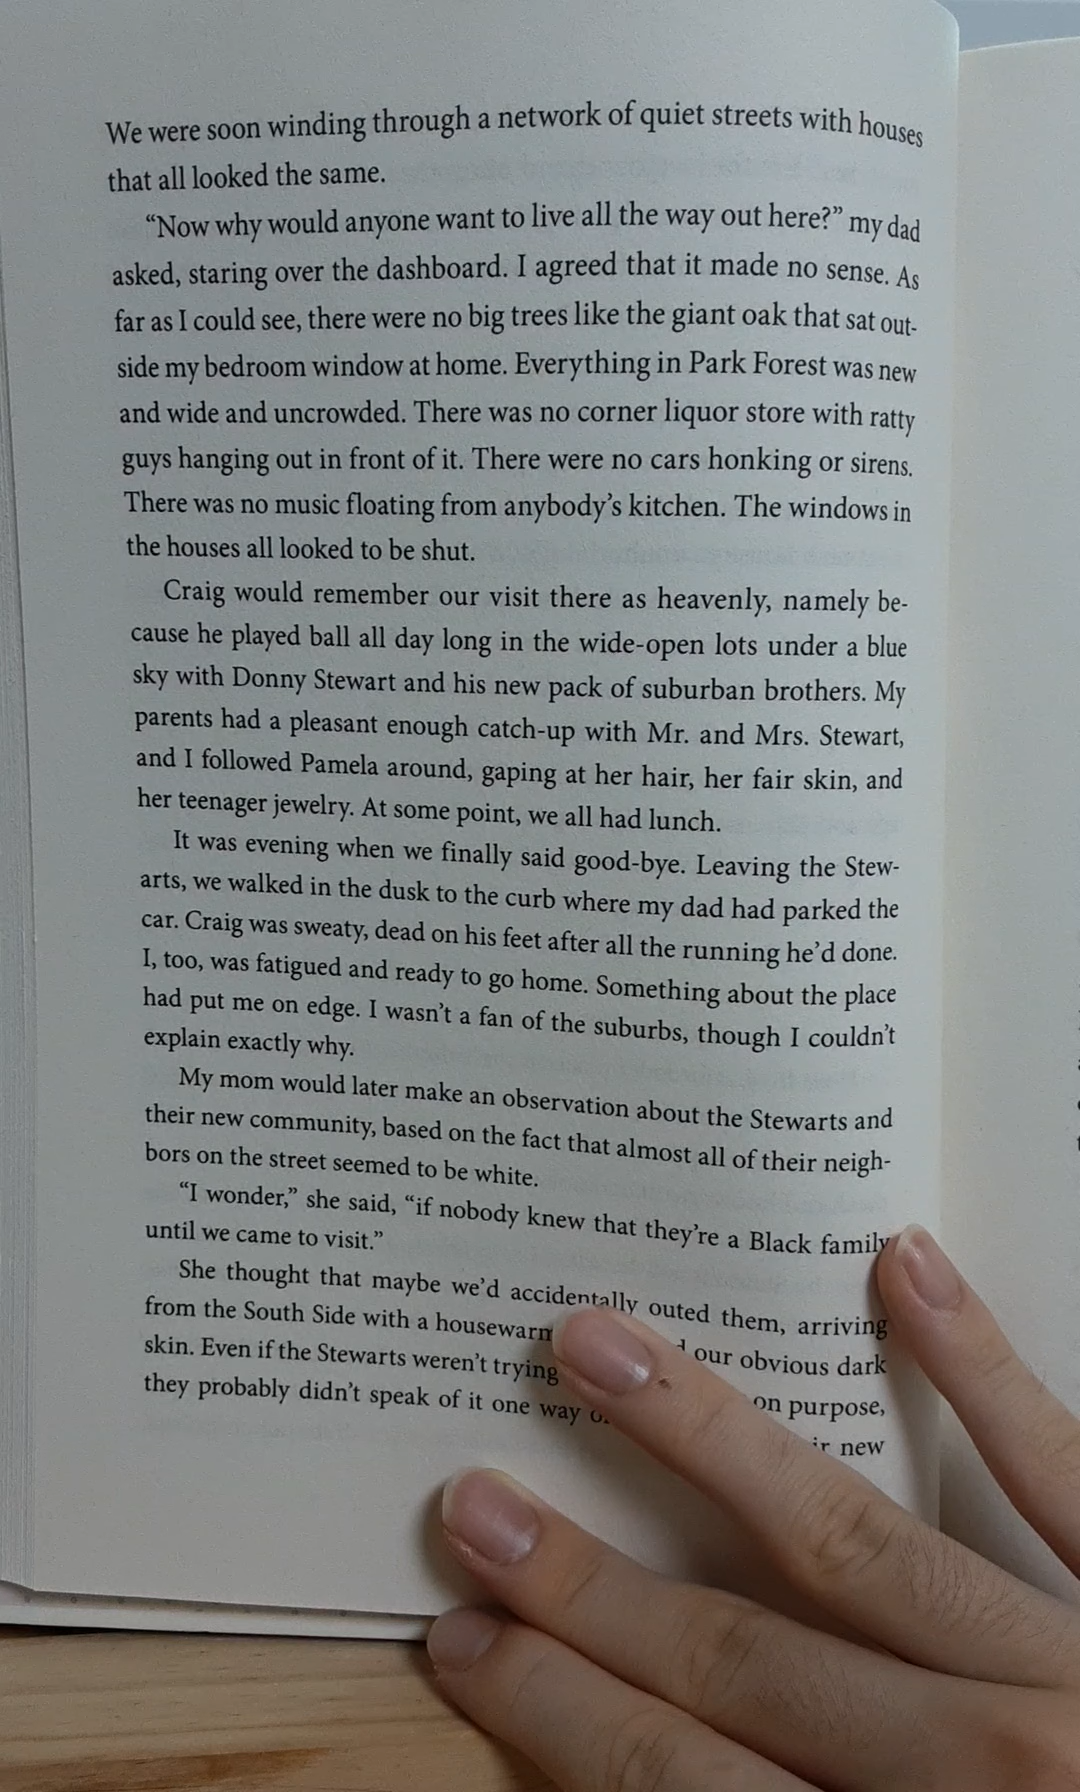 We were soon winding through a network of quiet streets with houses
that all looked the same.
“Now why would anyone want to live all the way out here?” my dad
asked, staring over the dashboard. I agreed that it made no sense. As
far as I could see, there were no big trees like the giant oak that sat out-
side my bedroom window at home. Everything in Park Forest was new
and wide and uncrowded. There was no corner liquor store with ratty
guys hanging out in front of it. There were no cars honking or sirens.
There was no music floating from anybody’s kitchen. The windows in
the houses all looked to be shut.
Craig would remember our visit there as heavenly, namely be-
cause he played ball all day long in the wide-open lots under a blue
sky with Donny Stewart and his new pack of suburban brothers. My
parents had a pleasant enough catch-up with Mr. and Mrs. Stewart,
and I followed Pamela around, gaping at her hair, her fair skin, and
her teenager jewelry. At some point, we all had lunch.
It was evening when we finally said good-bye. Leaving the Stew-
arts, we walked in the dusk to the curb where my dad had parked the
car. Craig was sweaty, dead on his feet after all the running he’d done.
I, too, was fatigued and ready to go home. Something about the place
had put me on edge. I wasn’t a fan of the suburbs, though I couldn’t
explain exactly why.
My mom would later make an observation about the Stewarts and
their new community, based on the fact that almost all of their neigh-
bors on the street seemed to be white.
“I wonder,” she said, “if nobody knew that they’re a Black family
until we came to visit.”
She thought that maybe we’d accidentally outed them, arriving
from the South Side with a our obvious dark
skin. Even if the Stewarts weren’t trying on purpose,
they probably didn’t speak of it one way new